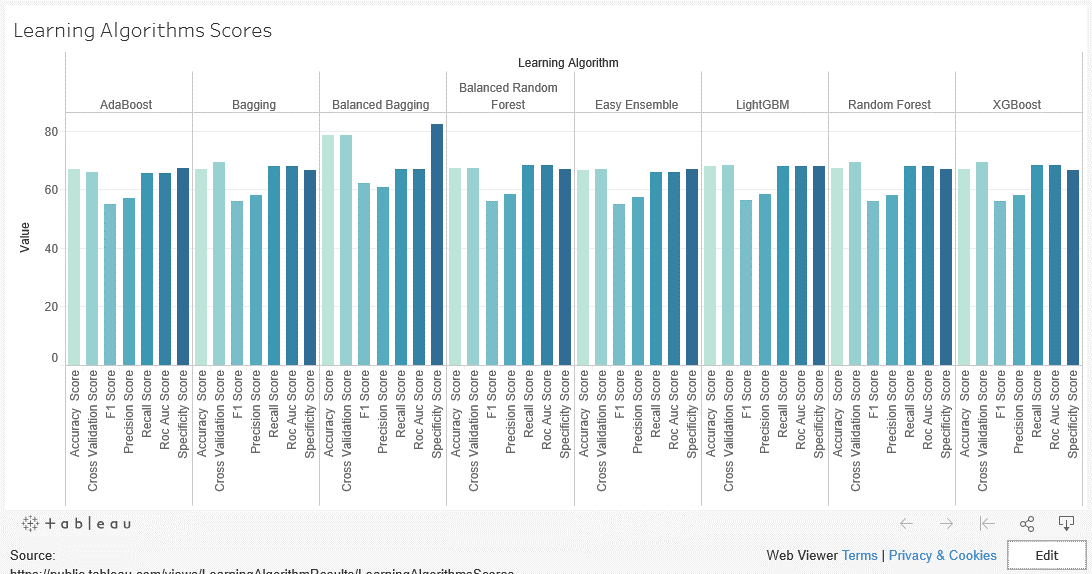 Learning Algorithms Scores
Learning Algorithm
AdaBoost
Bagging
Balanced Bagging
Balanced Random
Forest
Easy Ensemble
LightGBM
Random Forest
XGBoost
Value
80
60
40
20
0
Accuracy Score
Cross Validation Score
F1 Score
Precision Score
Recall Score
Roc Auc Score
Specificity Score
Accuracy Score
Cross Validation Score
F1 Score
Precision Score
Recall Score
Roc Auc Score
Specificity Score
Accuracy Score
Cross Validation Score
F1 Score
Precision Score
Recall Score
Roc Auc Score
Specificity Score
Accuracy Score
Cross Validation Score
F1 Score
Precision Score
Recall Score
Roc Auc Score
Specificity Score
Accuracy Score
Cross Validation Score
F1 Score
Precision Score
Recall Score
Roc Auc Score
Specificity Score
Accuracy Score
Cross Validation Score
F1 Score
Precision Score
Recall Score
Roc Auc Score
Specificity Score
Accuracy Score
Cross Validation Score
F1 Score
Precision Score
Recall Score
Roc Auc Score
Specificity Score
Accuracy Score
Cross Validation Score
F1 Score
Precision Score
Recall Score
Roc Auc Score
Specificity Score
+ a b l e a u
Source:
Web Viewer Terms | Privacy & Cookies
Edit
https://public.tableau.com/views/LearningAlgorithmResults/LearningAlgorithmsScores